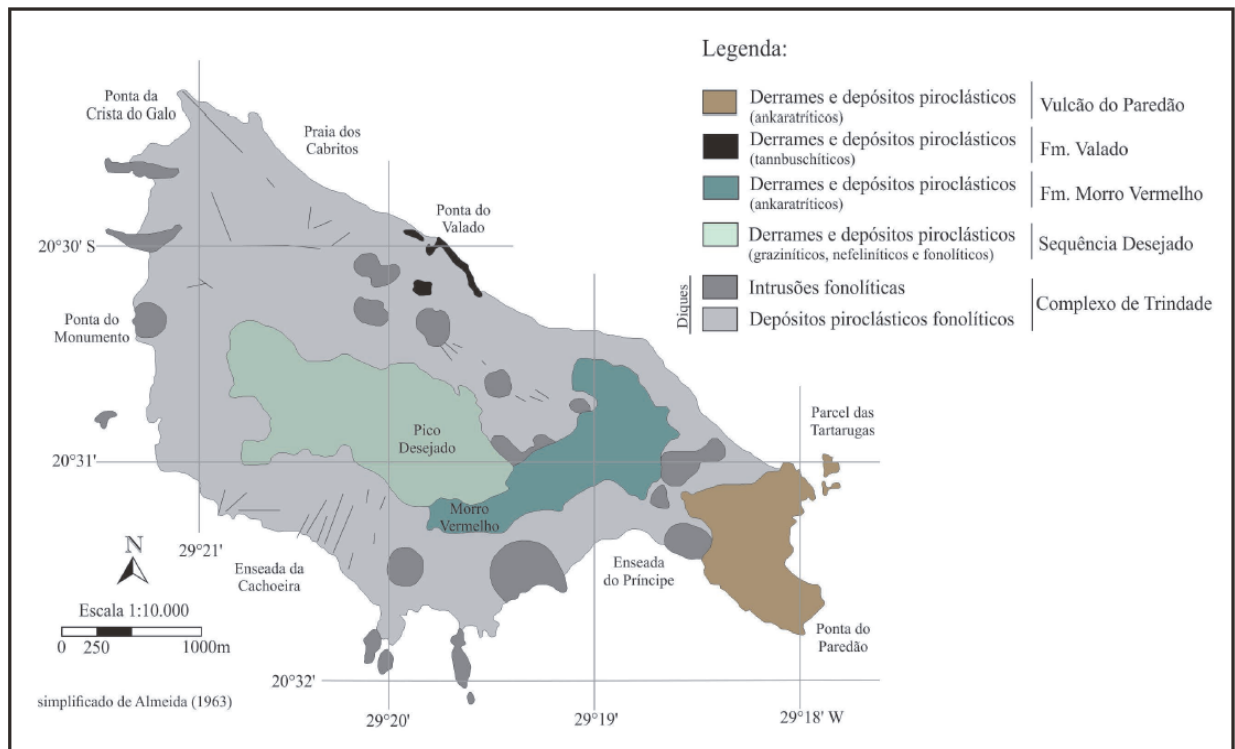 Legenda:
Derrames e depósitos piroclásticos
(ankaratríticos)
Vulcão do Paredão
Derrames e depósitos piroclásticos
(tannbuschíticos)
Fm. Valado
Derrames e depósitos piroclásticos
(ankaratríticos)
Fm. Morro Vermelho
Derrames e depósitos piroclásticos
(graziníticos, nefeliníticos e fonolíticos)
Sequência Desejado
Diques
Intrusões fonolíticas
Depósitos piroclásticos fonolíticos
Complexo de Trindade
Ponta da
Crista do Galo
Praia dos
Cabritos
Ponta do
Valado
20°30' S
Ponta do
Monumento
Pico
Desejado
Parcel das
Tartarugas
20°31'
Morro
Vermelho
29°21'
Enseada da
Cachoeira
Enseada
do Príncipe
Ponta do
Paredão
N
Escala 1:10.000
0 250 1000m
20°32'
simplificado de Almeida (1963)
29°20'
29°19'
29°18' W